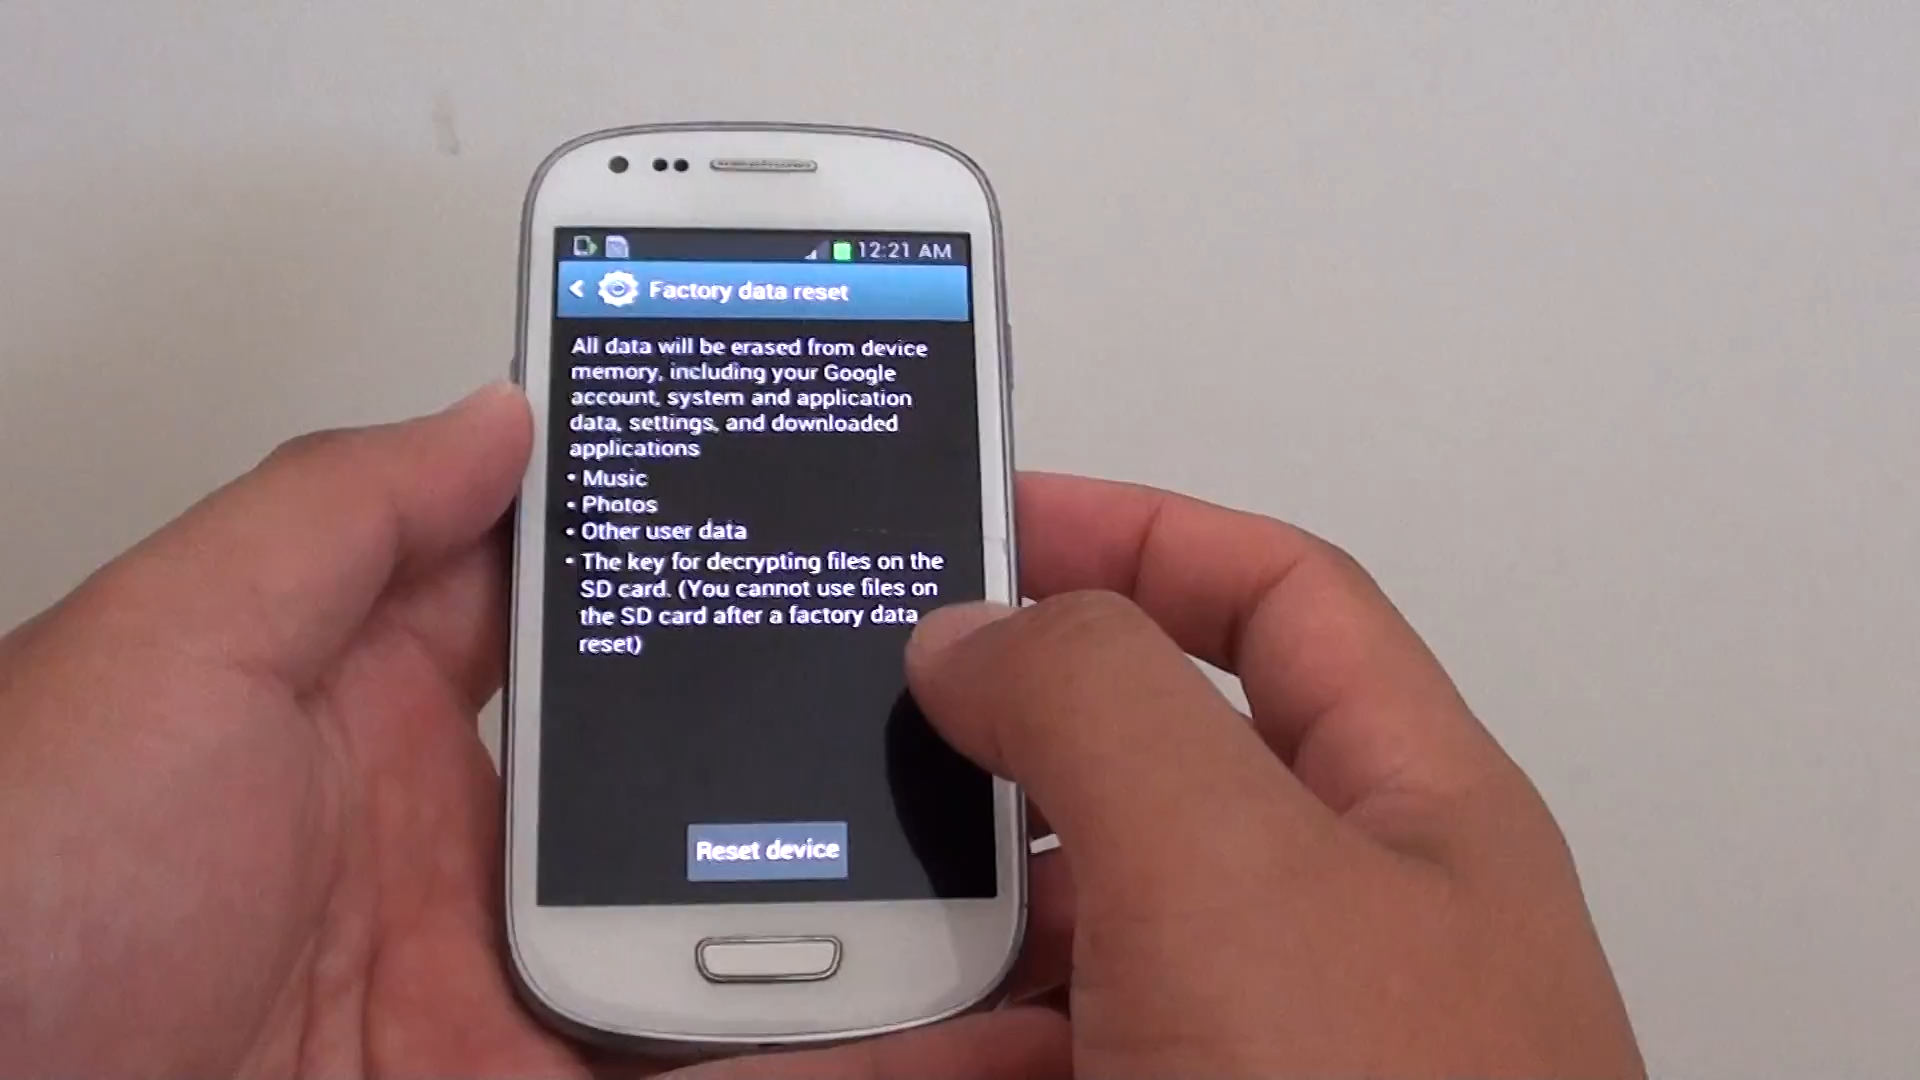 12:21 AM
Factory data reset
All data will be erased from device
memory, including your Google
account, system and application
data, settings, and downloaded
applications
• Music
• Photos
• Other user data
• The key for decrypting files on the
SD card. (You cannot use files on
the SD card after a factory data
reset)
Reset device